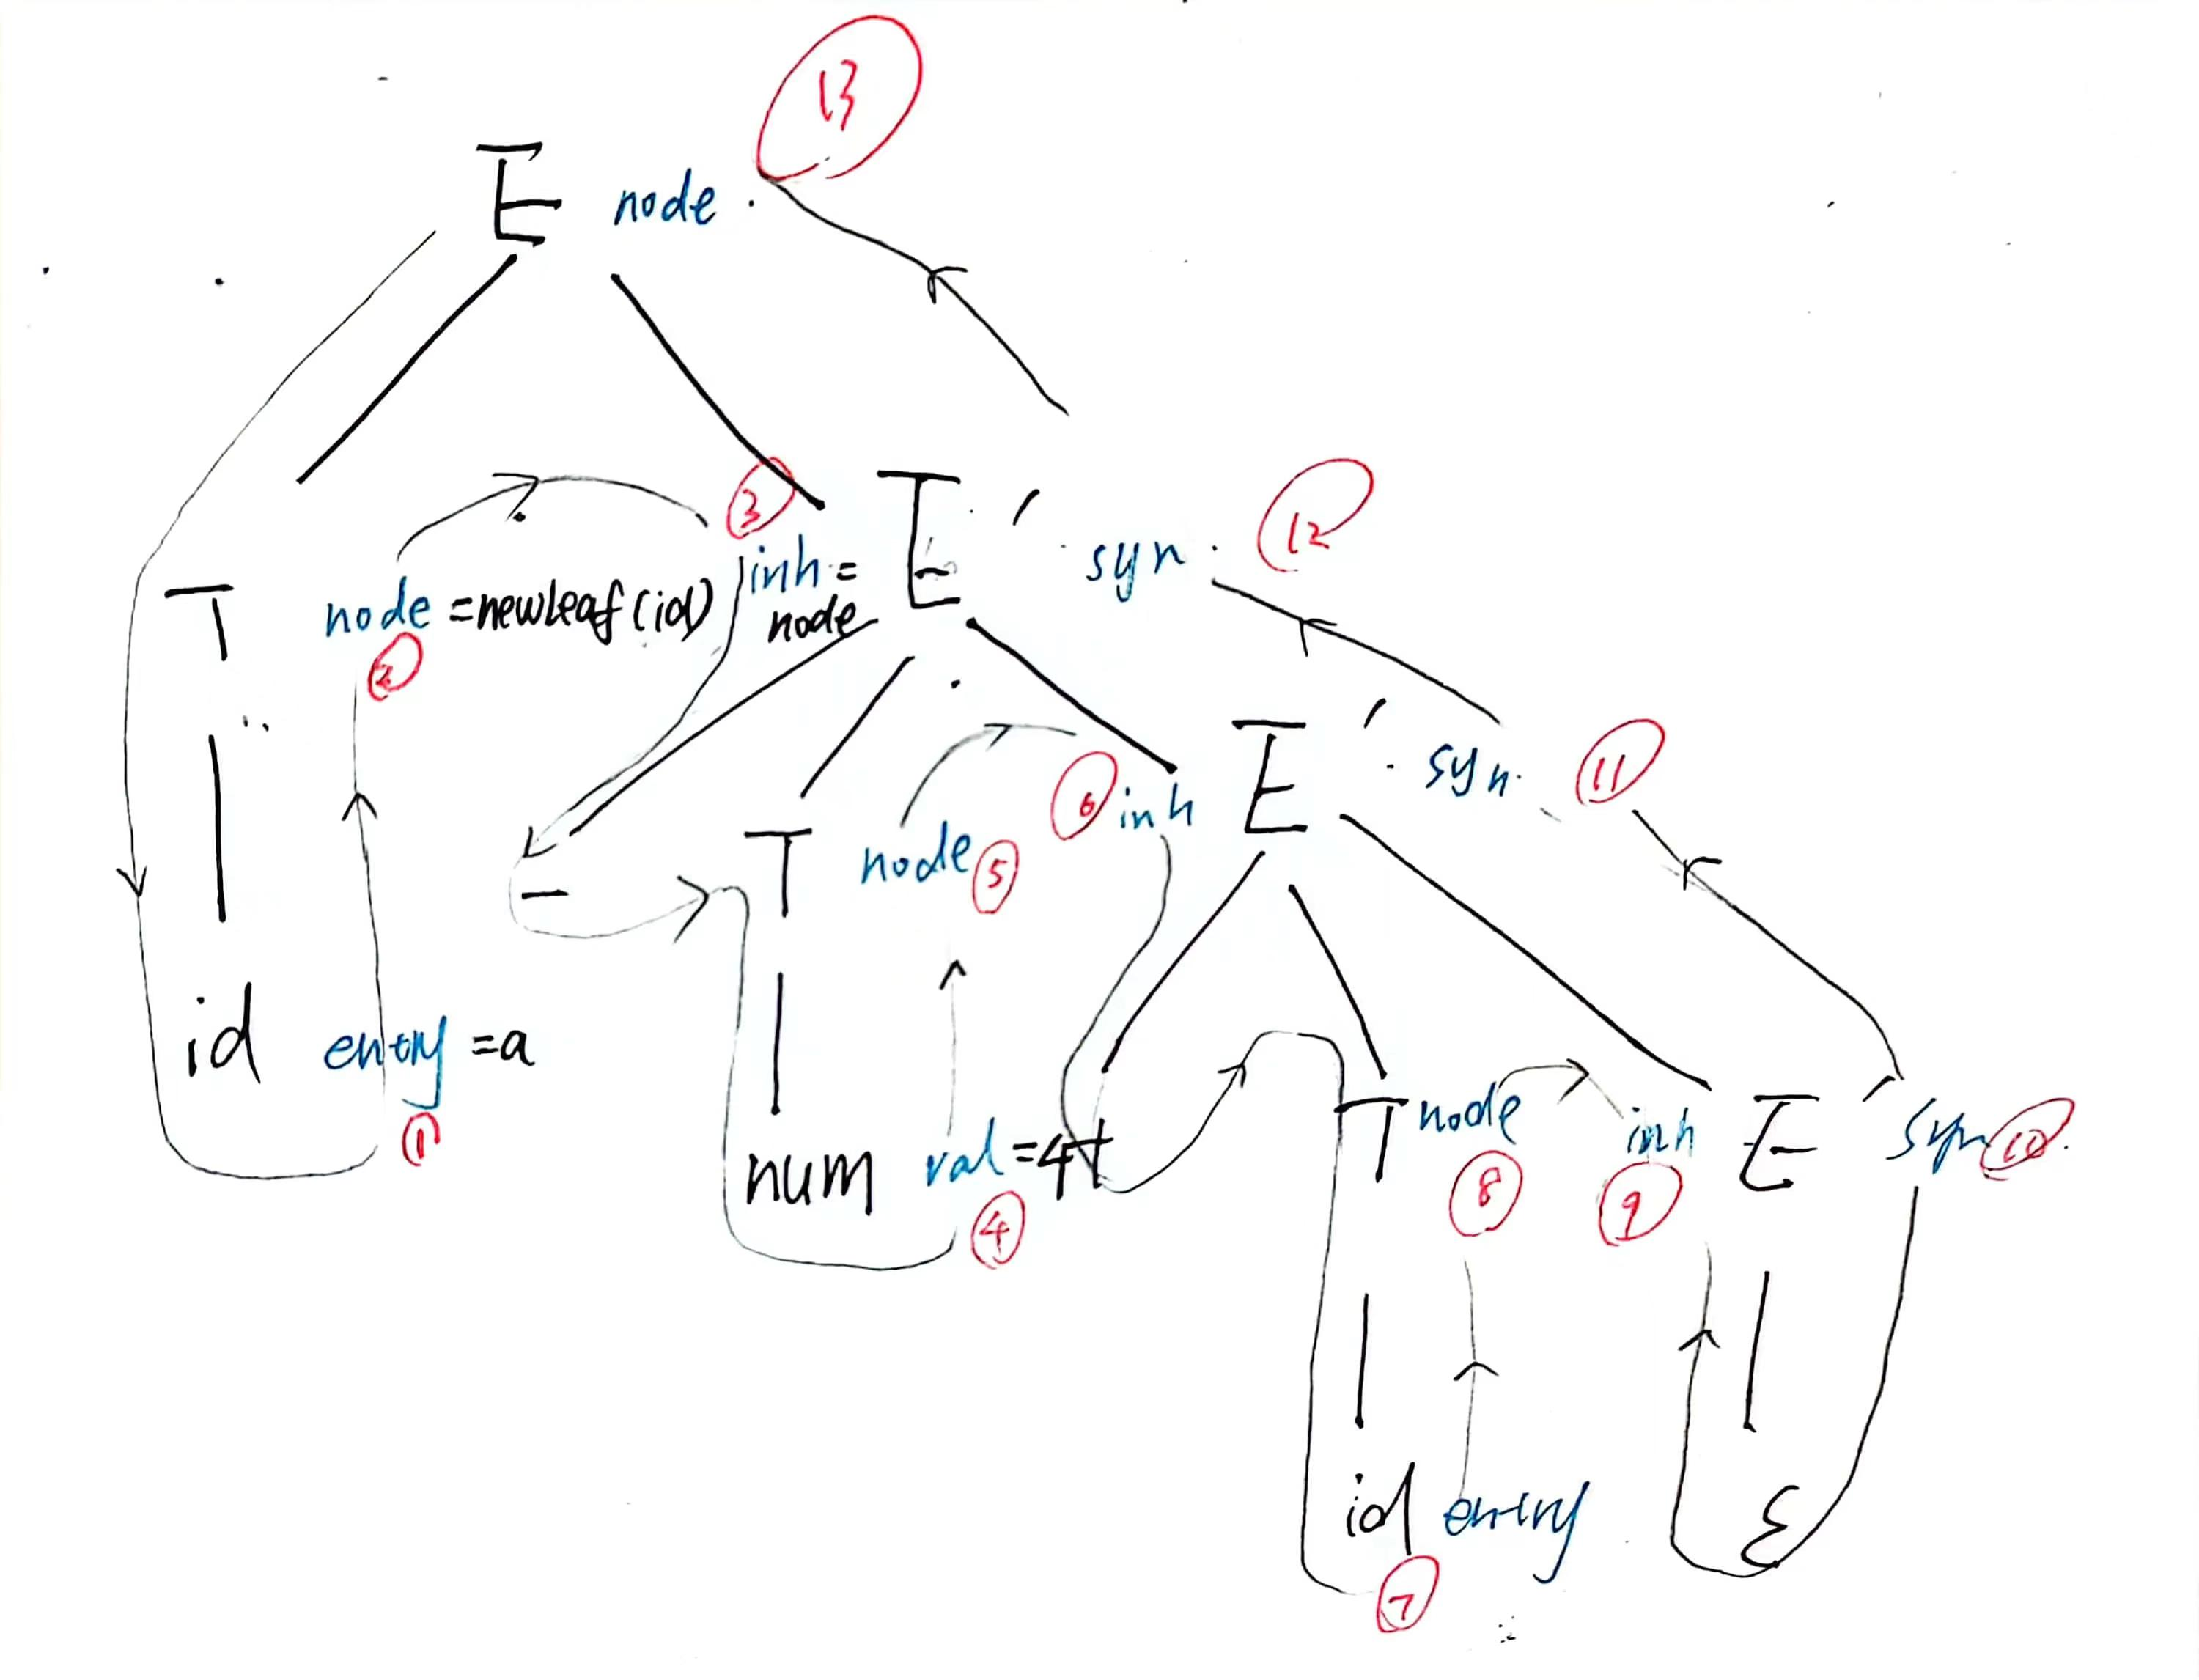 13
E node
3
E ' syn 12
inh =
T node =newleaf(id) node
2
E ' syn 11
6 inh
T node 5
-
id entry =a
1
T node inh E ' syn 10
num val =4 +
4 8 9
id entry ε
7